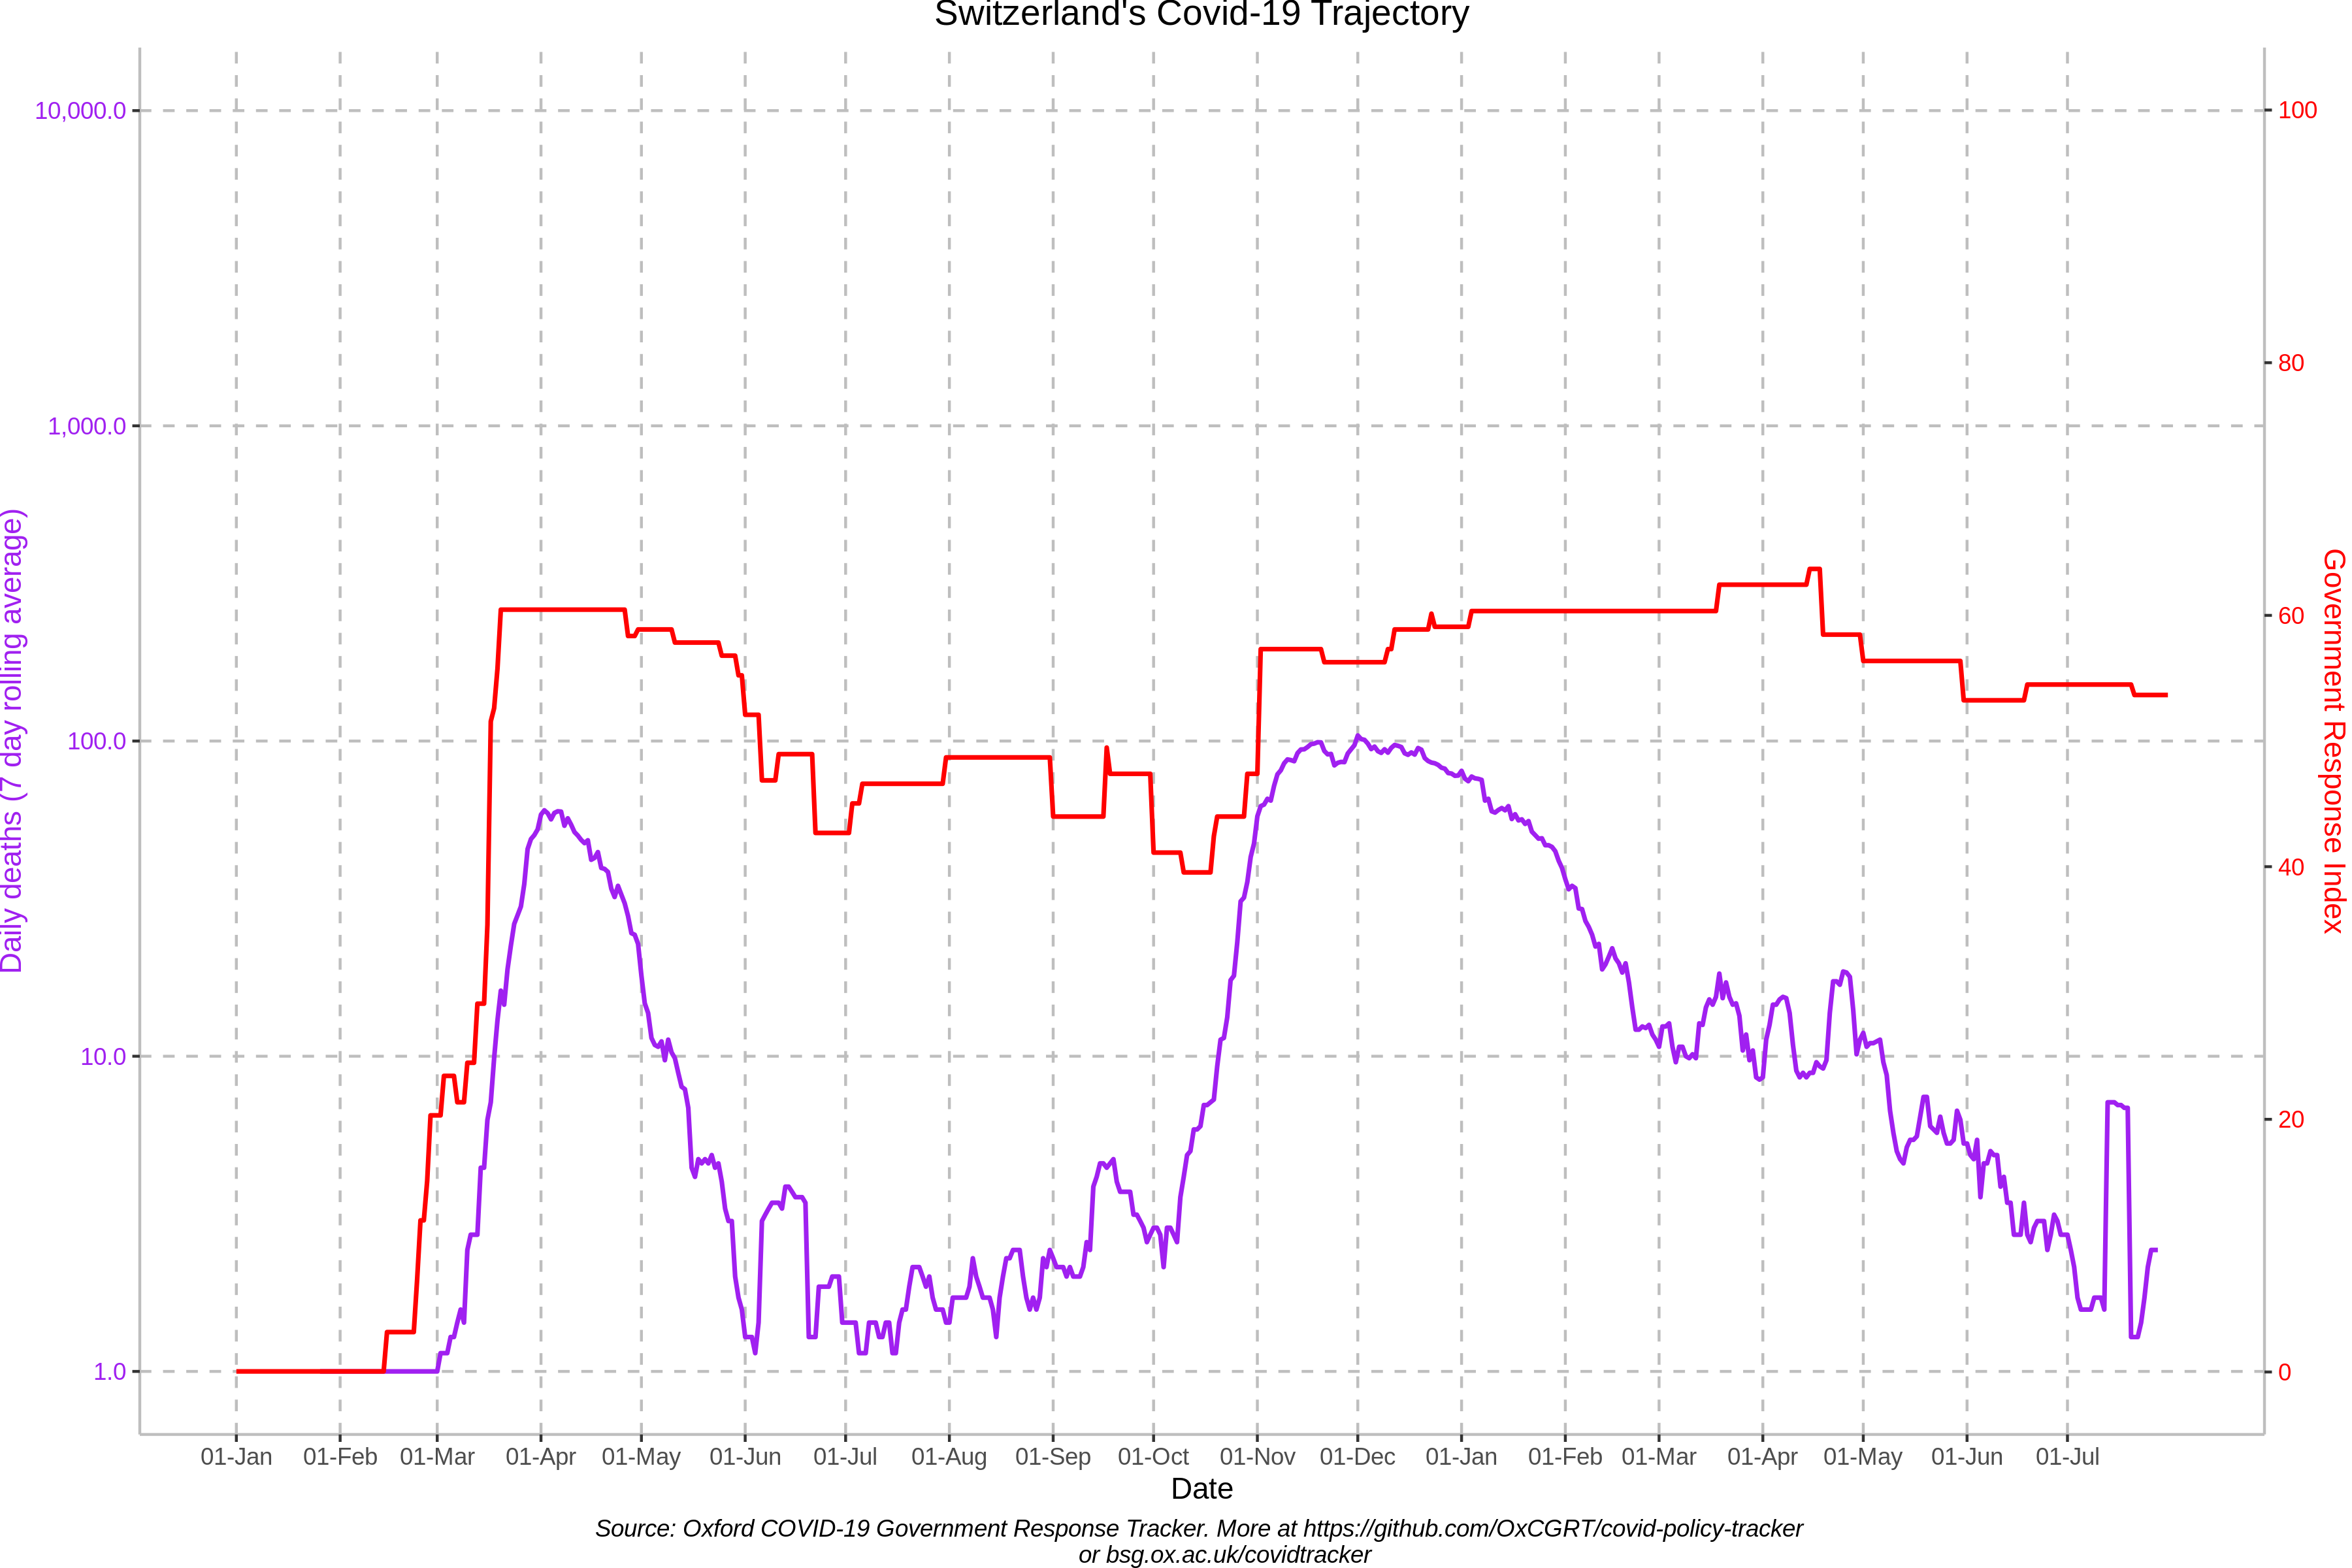 Switzerland's Covid-19 Trajectory
10,000.0
1,000.0
100.0
10.0
1.0
Daily deaths (7 day rolling average)
100
80
60
40
20
0
Government Response Index
01-Jan 01-Feb 01-Mar 01-Apr 01-May 01-Jun 01-Jul 01-Aug 01-Sep 01-Oct 01-Nov 01-Dec 01-Jan 01-Feb 01-Mar 01-Apr 01-May 01-Jun 01-Jul
Date
Source: Oxford COVID-19 Government Response Tracker. More at https://github.com/OxCGRT/covid-policy-tracker
or bsg.ox.ac.uk/covidtracker